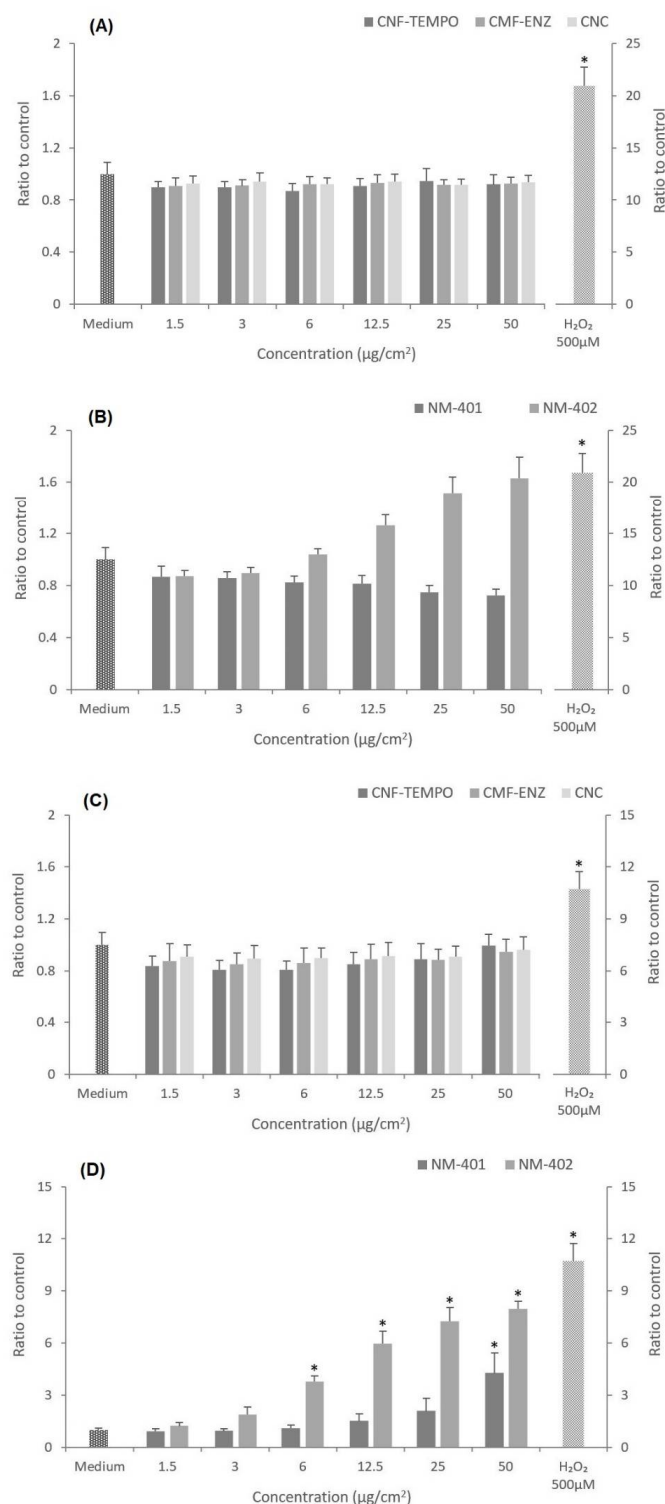 (A)
CNF-TEMPO CMF-ENZ CNC
2
1.6
1.2
0.8
0.4
0
Ratio to control
25
20
15
10
5
0
Ratio to control
*
Medium 1.5 3 6 12.5 25 50 H₂O₂
500µM
Concentration (µg/cm²)
(B)
NM-401 NM-402
2
1.6
1.2
0.8
0.4
0
Ratio to control
25
20
15
10
5
0
Ratio to control
*
Medium 1.5 3 6 12.5 25 50 H₂O₂
500µM
Concentration (µg/cm²)
(C)
CNF-TEMPO CMF-ENZ CNC
2
1.6
1.2
0.8
0.4
0
Ratio to control
15
12
9
6
3
0
Ratio to control
*
Medium 1.5 3 6 12.5 25 50 H₂O₂
500µM
Concentration (µg/cm²)
(D)
NM-401 NM-402
15
12
9
6
3
0
Ratio to control
15
12
9
6
3
0
Ratio to control
* * * * * *
Medium 1.5 3 6 12.5 25 50 H₂O₂
500µM
Concentration (µg/cm²)